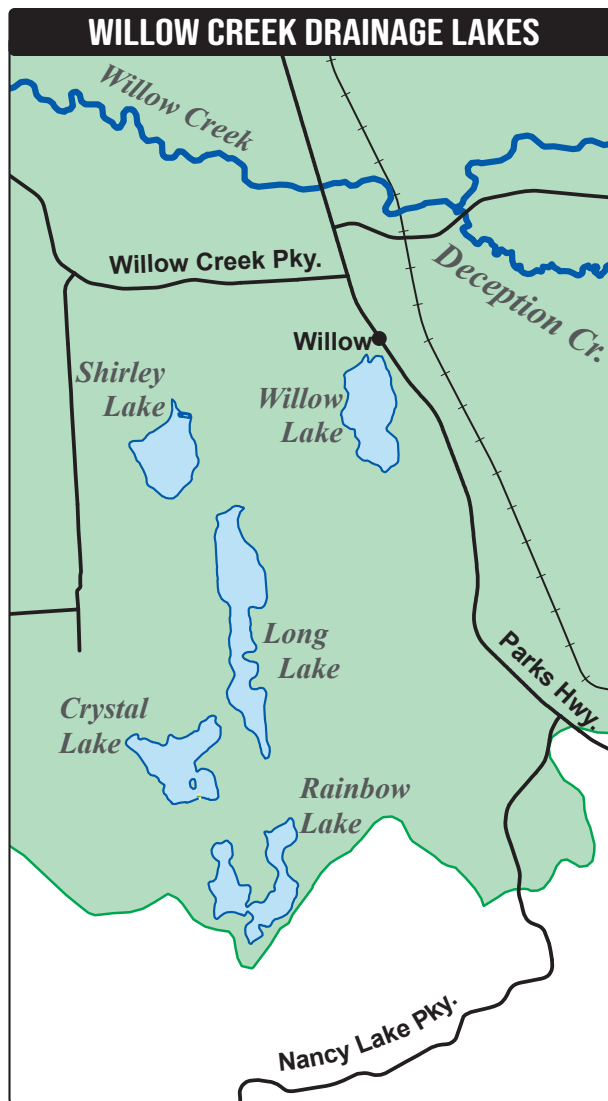 WILLOW CREEK DRAINAGE LAKES
Willow Creek
Willow Creek Pky.
Deception Cr.
Willow
Shirley
Lake
Willow
Lake
Long
Lake
Parks Hwy.
Crystal
Lake
Rainbow
Lake
Nancy Lake Pky.